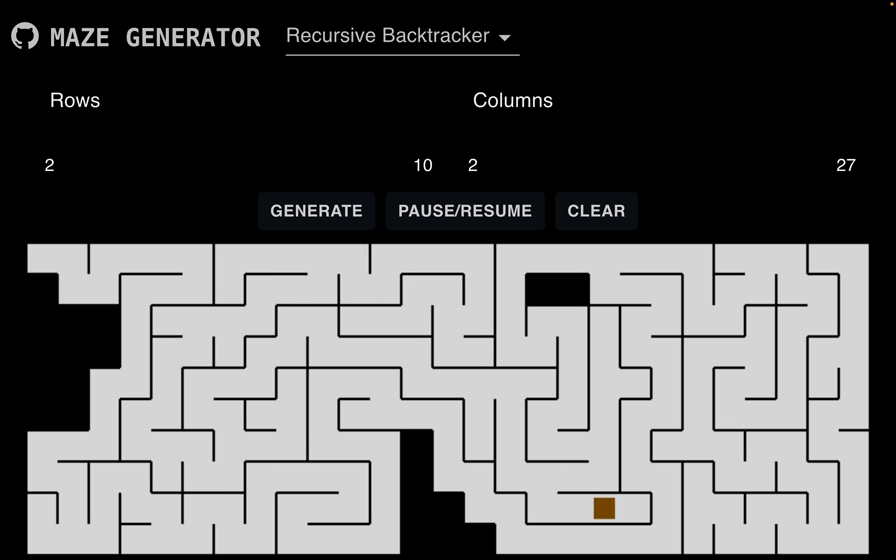 MAZE GENERATOR Recursive Backtracker
Rows Columns
2 10 2 27
GENERATE PAUSE/RESUME CLEAR